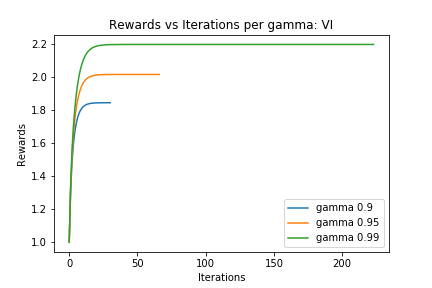 Rewards vs Iterations per gamma: VI
Rewards
2.2
2.0
1.8
1.6
1.4
1.2
1.0
0
50
100
150
200
Iterations
gamma 0.9
gamma 0.95
gamma 0.99